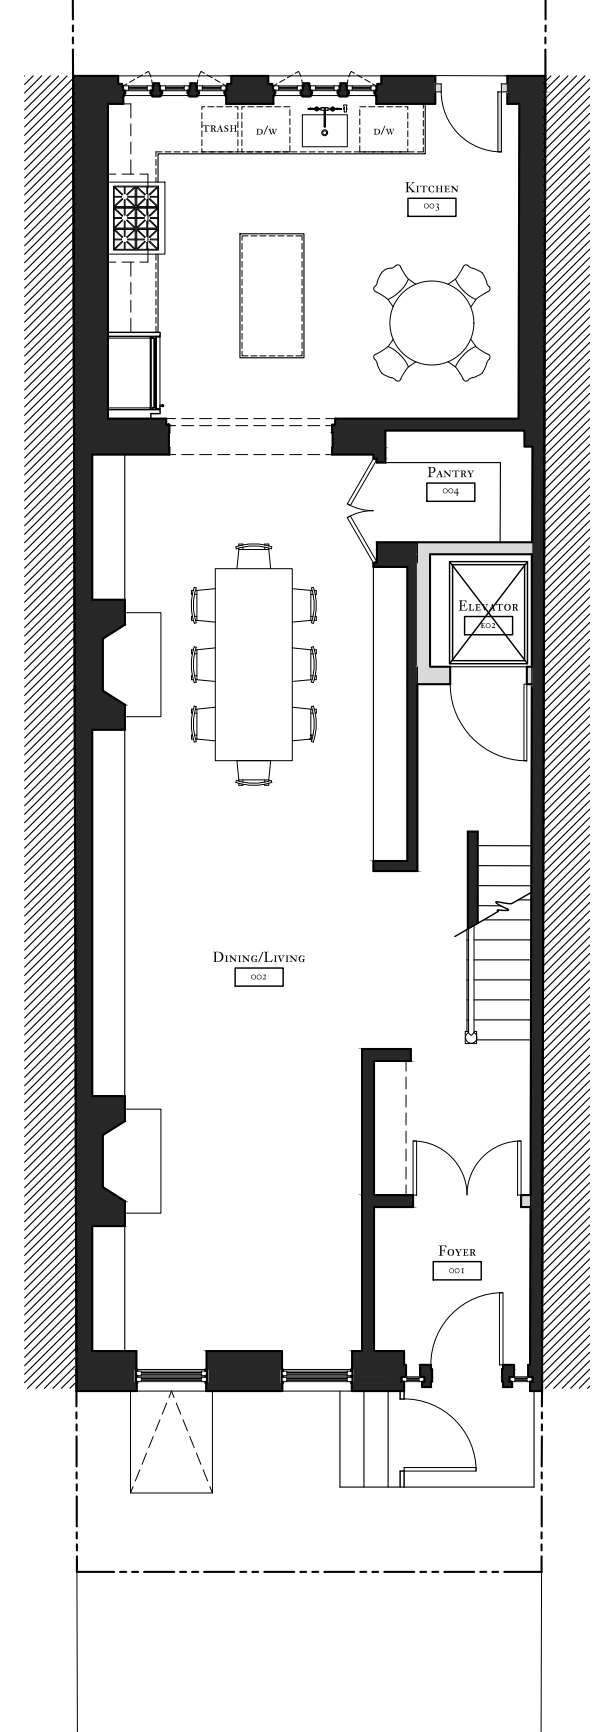 TRASH
D/W
D/W
KITCHEN
003
PANTRY
004
ELEVATOR
E02
DINING/LIVING
002
FOYER
001